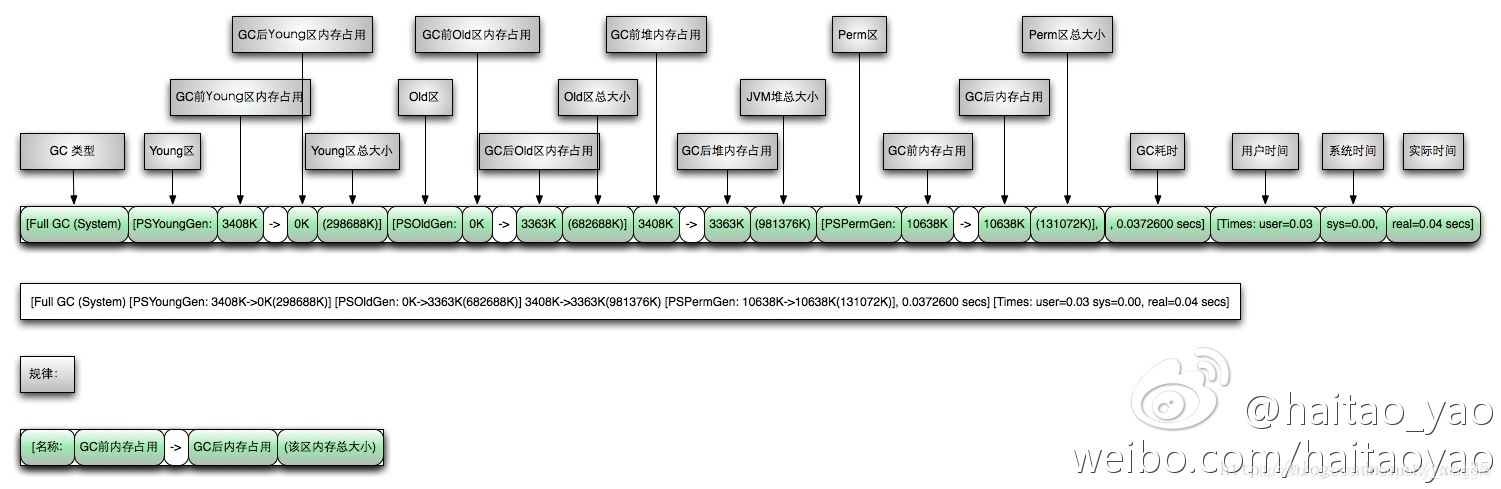 GC后Young区内存占用 GC前Old区内存占用 GC前堆内存占用 Perm区 Perm区总大小
GC前Young区内存占用 Old区 Old区总大小 JVM堆总大小 GC后内存占用
GC 类型 Young区 Young区总大小 GC后Old区内存占用 GC后堆内存占用 GC前内存占用 GC耗时 用户时间 系统时间 实际时间
[Full GC (System) [PSYoungGen: 3408K -> 0K (298688K)] [PSOldGen: 0K -> 3363K (682688K)] 3408K -> 3363K (981376K) [PSPermGen: 10638K -> 10638K (131072K)], , 0.0372600 secs] [Times: user=0.03 sys=0.00, real=0.04 secs]
[Full GC (System) [PSYoungGen: 3408K->0K(298688K)] [PSOldGen: 0K->3363K(682688K)] 3408K->3363K(981376K) [PSPermGen: 10638K->10638K(131072K)], 0.0372600 secs] [Times: user=0.03 sys=0.00, real=0.04 secs]
规律：
@haitao_yao
[名称: GC前内存占用 -> GC后内存占用 (该区内存总大小)
weibo.com/haitaoyao